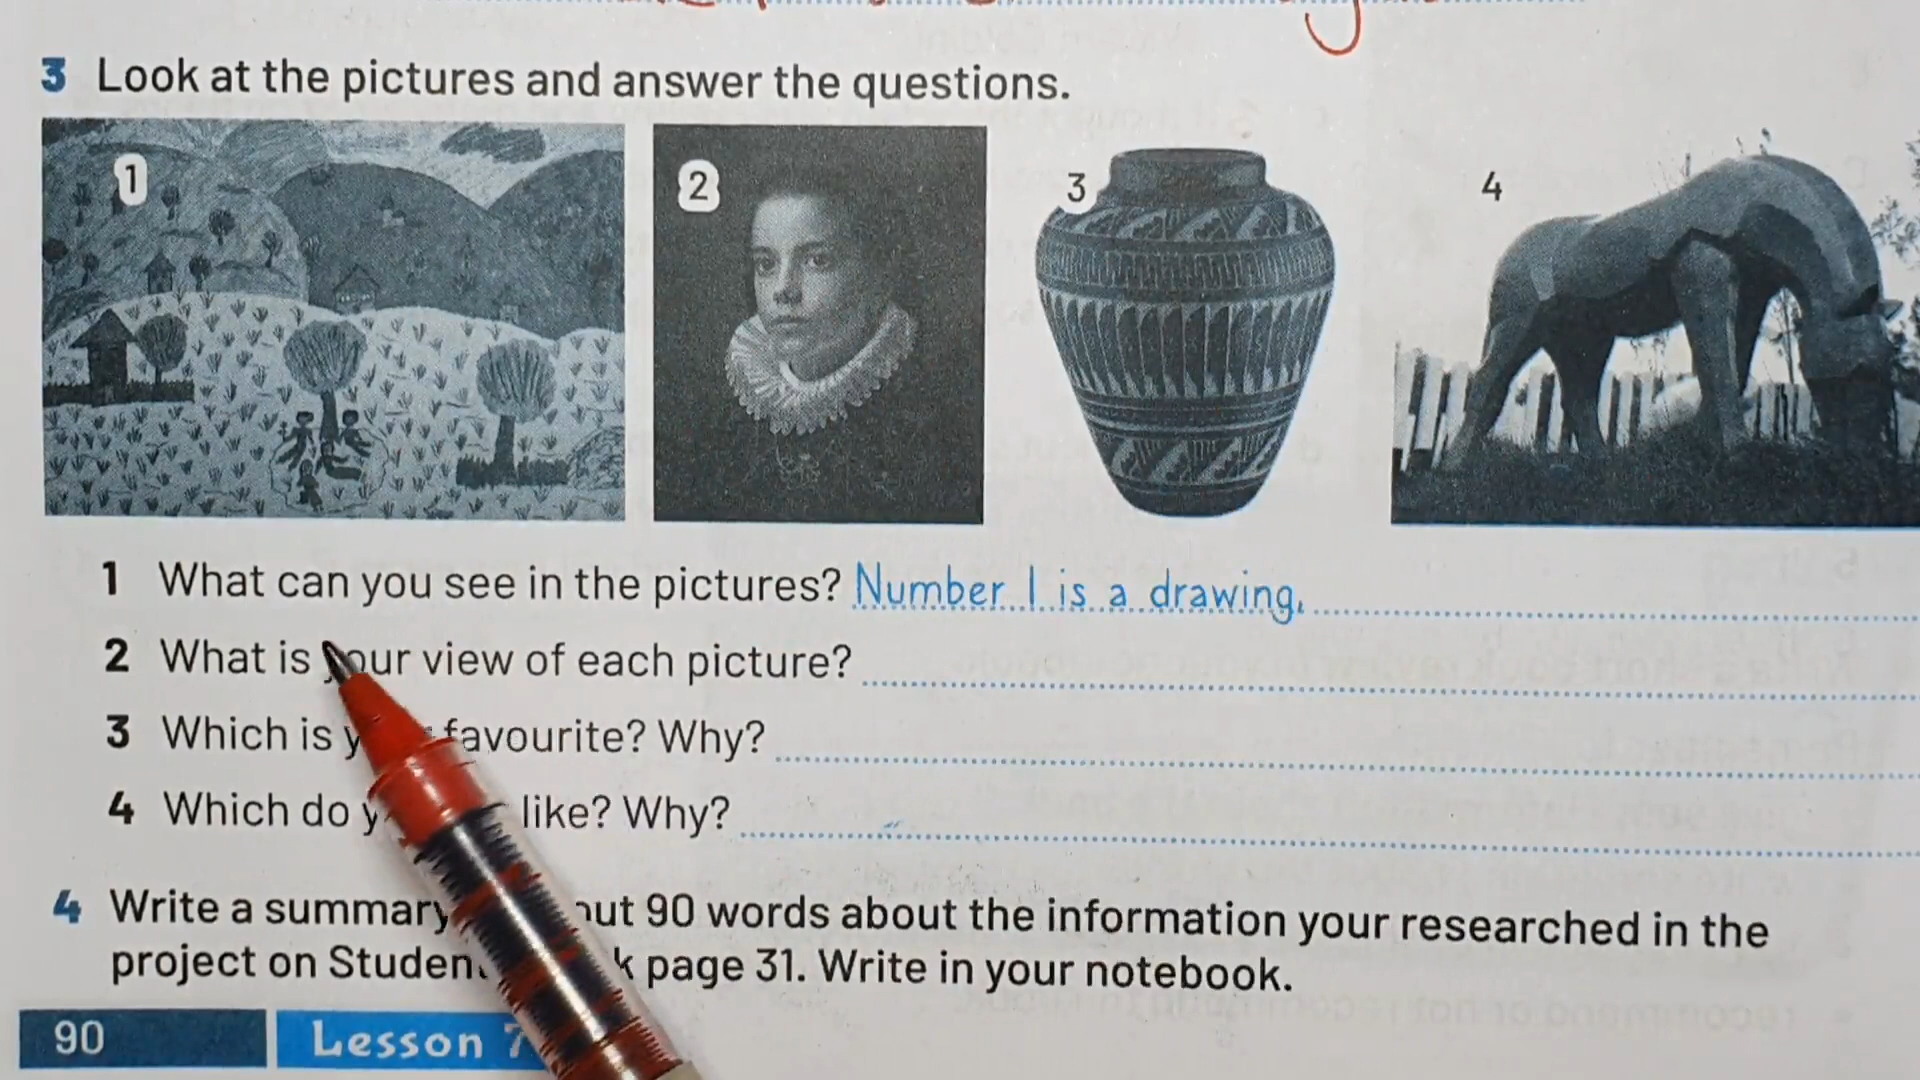 3 Look at the pictures and answer the questions.
1
2
3
4
1 What can you see in the pictures? Number 1 is a drawing.
2 What is your view of each picture?
3 Which is favourite? Why?
4 Which do like? Why?
4 Write a summary 90 words about the information your researched in the
project on page 31. Write in your notebook.
90 Lesson 7